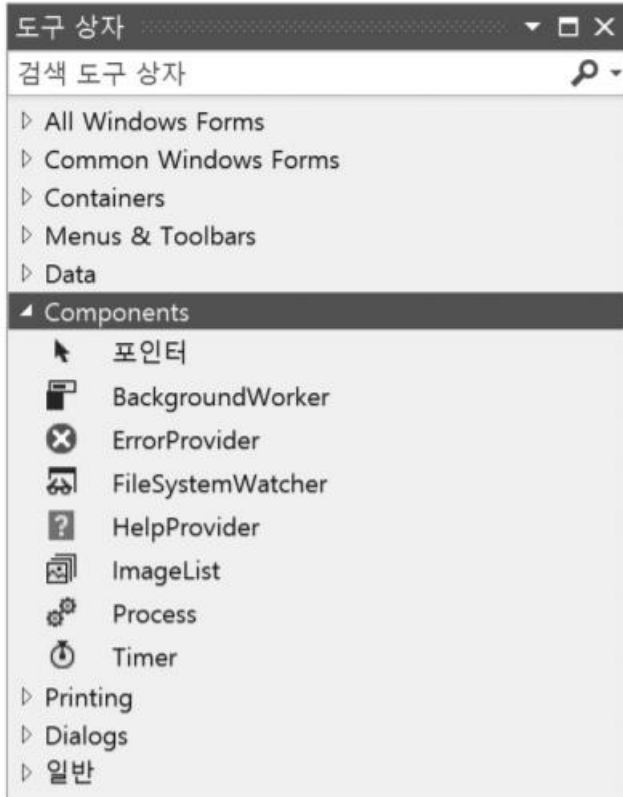 도구 상자
검색 도구 상자
All Windows Forms
Common Windows Forms
Containers
Menus & Toolbars
Data
Components
포인터
BackgroundWorker
ErrorProvider
FileSystemWatcher
HelpProvider
ImageList
Process
Timer
Printing
Dialogs
일반